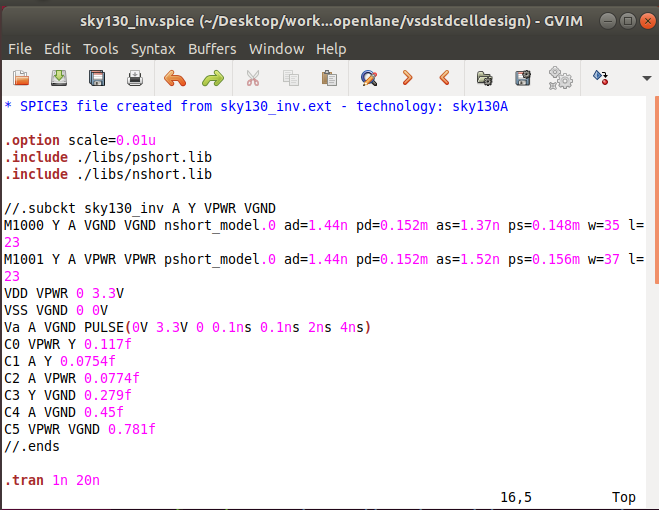 sky130_inv.spice (~/Desktop/work...openlane/vsdstdcelldesign) - GVIM
File Edit Tools Syntax Buffers Window Help
* SPICE3 file created from sky130_inv.ext - technology: sky130A
.option scale=0.01u
.include ./libs/pshort.lib
.include ./libs/nshort.lib
//.subckt sky130_inv A Y VPWR VGND
M1000 Y A VGND VGND nshort_model.0 ad=1.44n pd=0.152m as=1.37n ps=0.148m w=35 l=
23
M1001 Y A VPWR VPWR pshort_model.0 ad=1.44n pd=0.152m as=1.52n ps=0.156m w=37 l=
23
VDD VPWR 0 3.3V
VSS VGND 0 0V
Va A VGND PULSE(0V 3.3V 0 0.1ns 0.1ns 2ns 4ns)
C0 VPWR Y 0.117f
C1 A Y 0.0754f
C2 A VPWR 0.0774f
C3 Y VGND 0.279f
C4 A VGND 0.45f
C5 VPWR VGND 0.781f
//.ends
.tran 1n 20n
16,5 Top